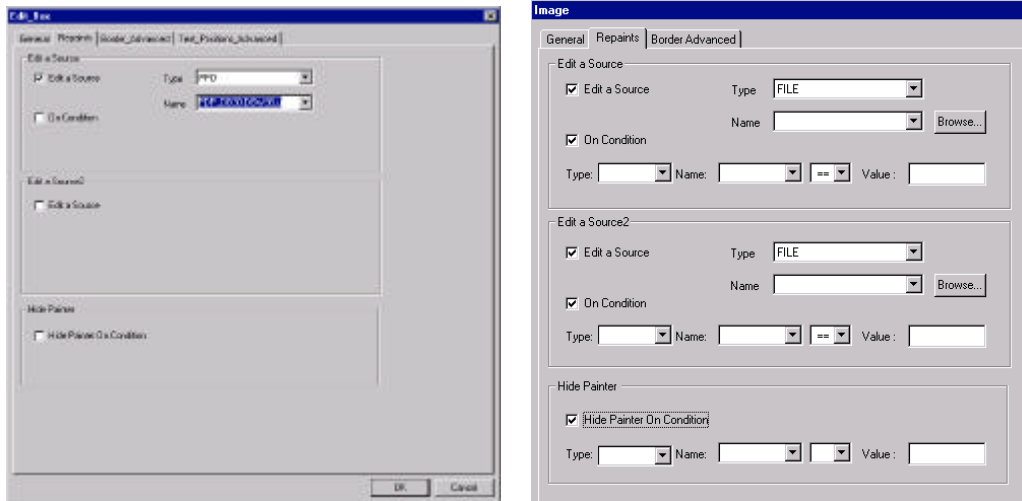 Edit_Box
General Repaints Border_Advanced Text_Positions_Advanced
Edit a Source
Edit a Source Type PPD
Name
On Condition
Edit a Source2
Edit a Source
Hide Painter
Hide Painter On Condition
OK Cancel
Image
General Repaints Border Advanced
Edit a Source
Edit a Source Type FILE
Name Browse...
On Condition
Type: Name: == Value :
Edit a Source2
Edit a Source Type FILE
Name Browse...
On Condition
Type: Name: == Value :
Hide Painter
Hide Painter On Condition
Type: Name: Value :